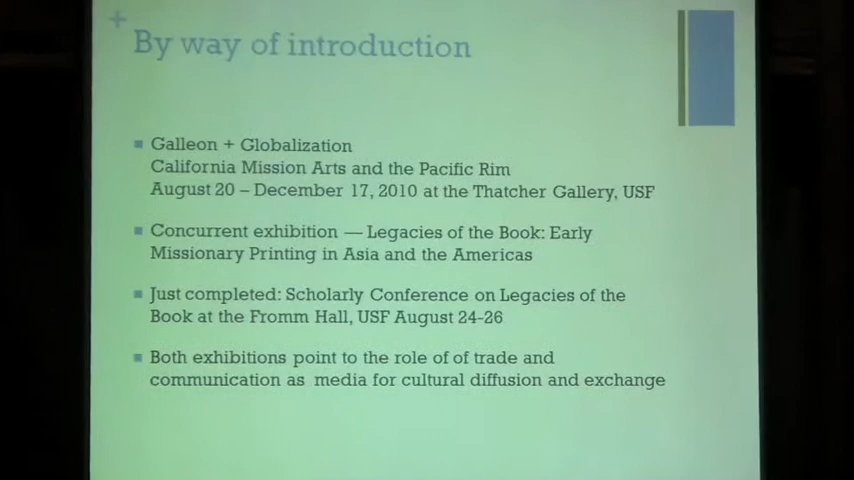 +
By way of introduction
Galleon + Globalization
California Mission Arts and the Pacific Rim
August 20 – December 17, 2010 at the Thatcher Gallery, USF
Concurrent exhibition — Legacies of the Book: Early
Missionary Printing in Asia and the Americas
Just completed: Scholarly Conference on Legacies of the
Book at the Fromm Hall, USF August 24-26
Both exhibitions point to the role of of trade and
communication as media for cultural diffusion and exchange